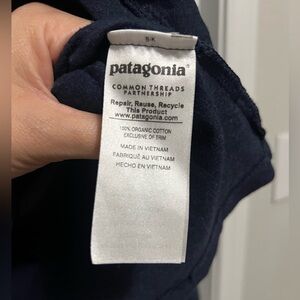 patagonia®
COMMON THREADS
PARTNERSHIP
Repair, Reuse, Recycle
This Product
www.patagonia.com
100% ORGANIC COTTON
EXCLUSIVE OF TRIM
MADE IN VIETNAM
FABRIQUÉ AU VIETNAM
HECHO EN VIETNAM